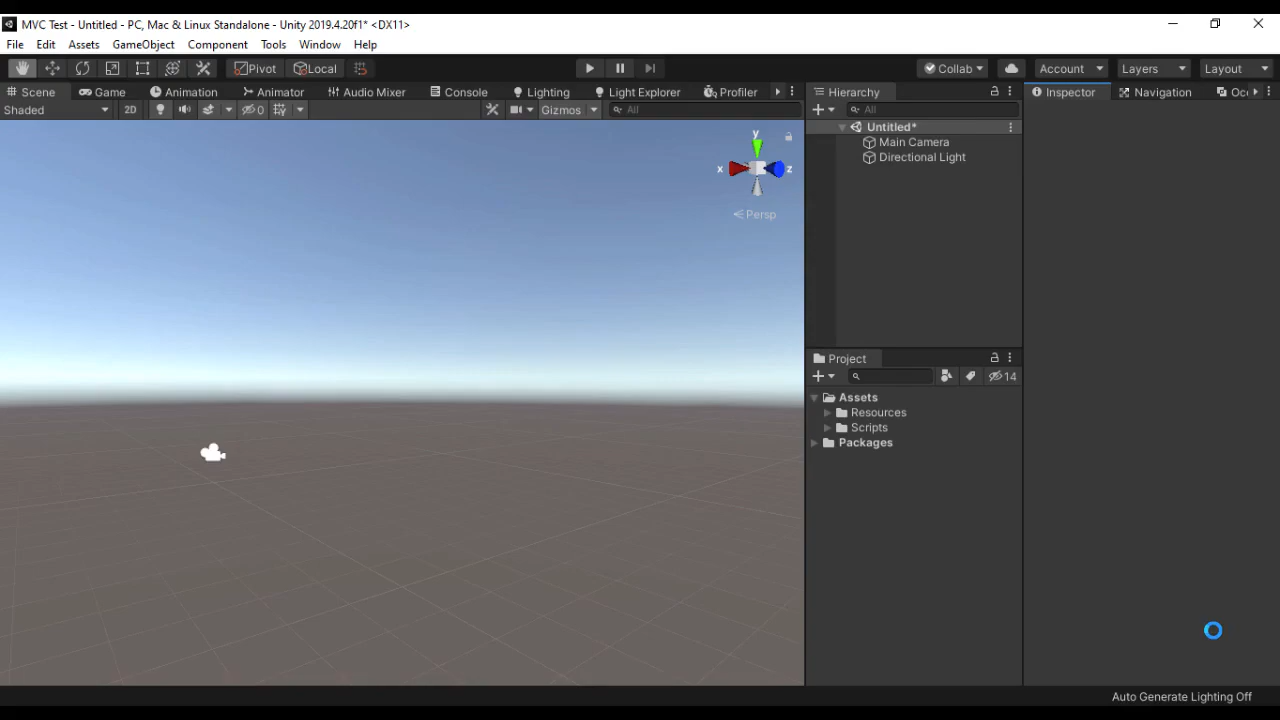 MVC Test - Untitled - PC, Mac & Linux Standalone - Unity 2019.4.20f1* <DX11>
File Edit Assets GameObject Component Tools Window Help
Pivot Local Collab Account Layers Layout
Scene Game Animation Animator Audio Mixer Console Lighting Light Explorer Profiler Hierarchy Inspector Navigation Oc
Shaded 2D 0 Gizmos All All
Untitled*
Main Camera
Directional Light
y
x z
Persp
Project
14
Assets
Resources
Scripts
Packages
Auto Generate Lighting Off